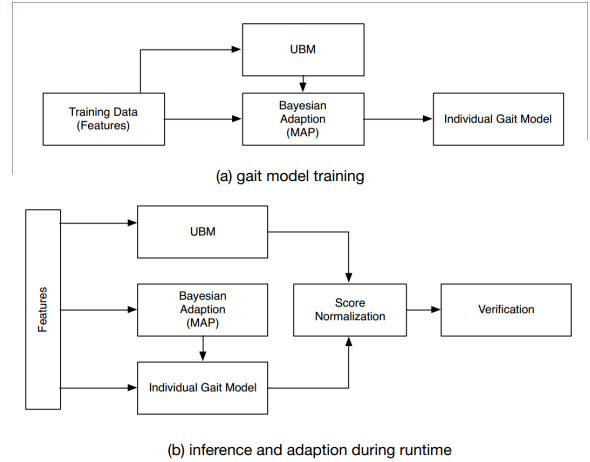 UBM
Training Data
(Features)
Bayesian
Adaption
(MAP)
Individual Gait Model
(a) gait model training
Features
UBM
Bayesian
Adaption
(MAP)
Individual Gait Model
Score
Normalization
Verification
(b) inference and adaption during runtime